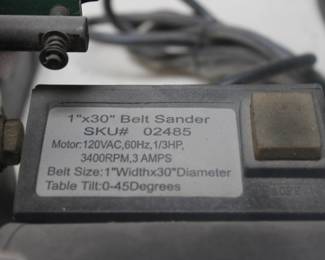 1"x30" Belt Sander
SKU# 02485
Motor:120VAC,60Hz,1/3HP,
3400RPM,3 AMPS
Belt Size:1"Widthx30"Diameter
Table Tilt:0-45Degrees